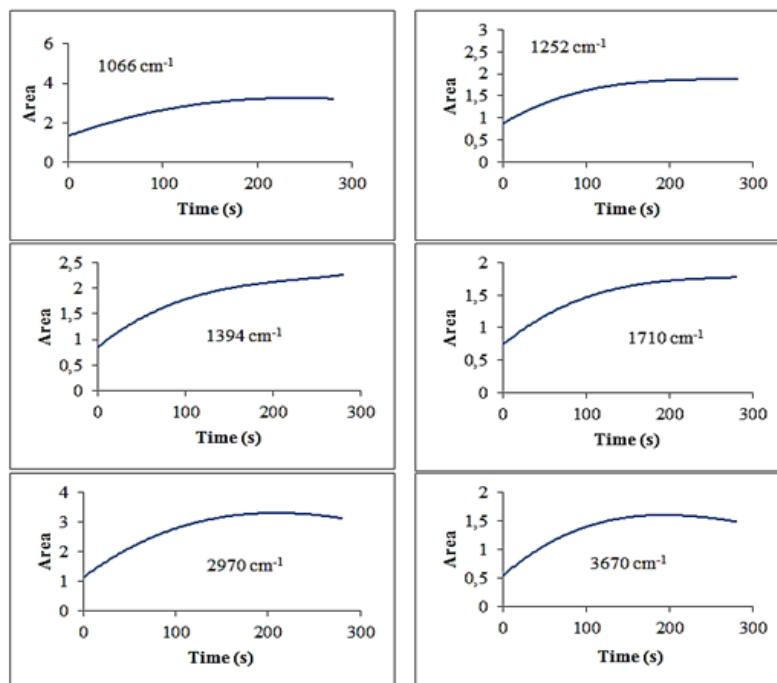 1066 cm-1
Area
6
4
2
0
0 100 200 300
Time (s)
1252 cm-1
Area
3
2,5
2
1,5
1
0,5
0
0 100 200 300
Time (s)
1394 cm-1
Area
2,5
2
1,5
1
0,5
0
0 100 200 300
Time (s)
1710 cm-1
Area
2
1,5
1
0,5
0
0 100 200 300
Time (s)
2970 cm-1
Area
4
3
2
1
0
0 100 200 300
Time (s)
3670 cm-1
Area
2
1,5
1
0,5
0
0 100 200 300
Time (s)